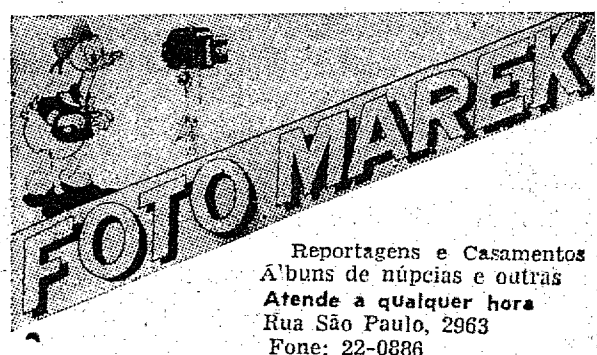 FOTO MAREK
Reportagens e Casamentos
Álbuns de núpcias e outras
Atende a qualquer hora
Rua São Paulo, 2963
Fone: 22-0886